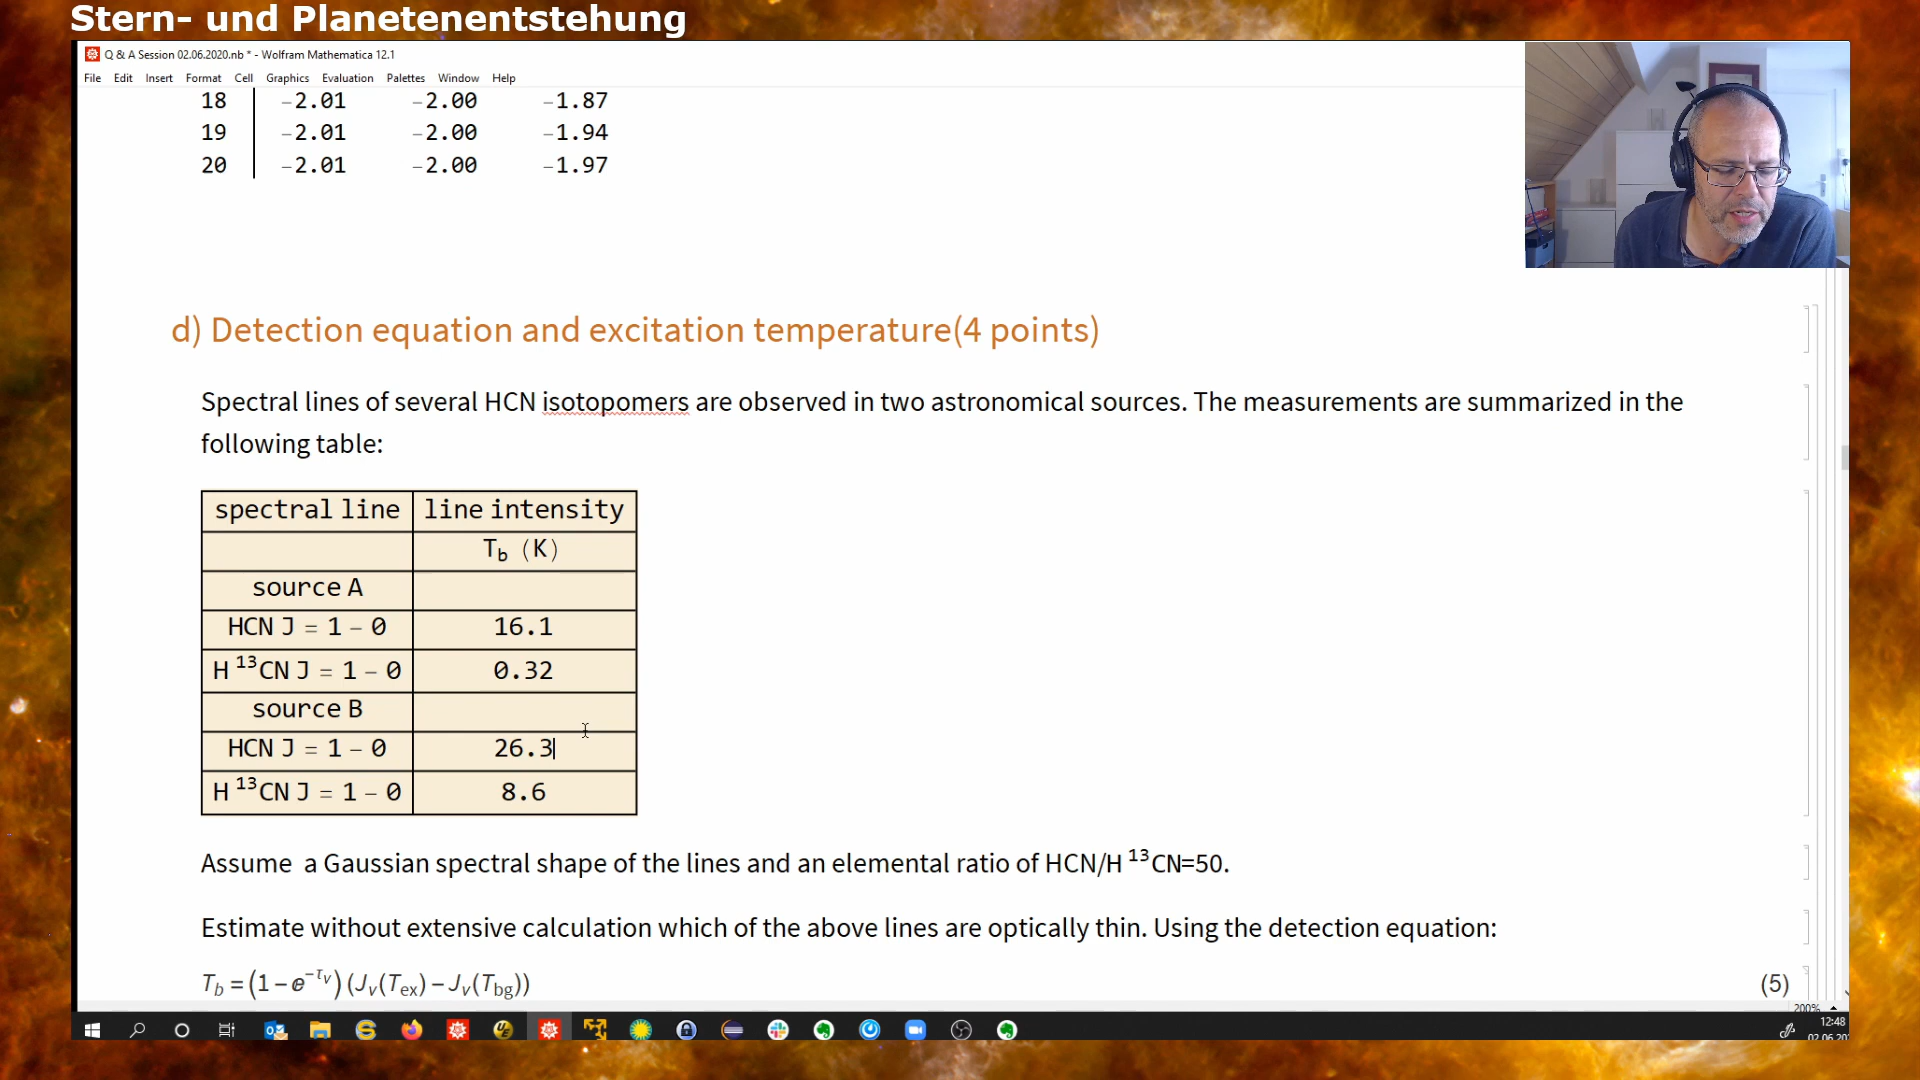 Stern- und Planetenentstehung
Q & A Session 02.06.2020.nb * - Wolfram Mathematica 12.1
File Edit Insert Format Cell Graphics Evaluation Palettes Window Help
18 -2.01 -2.00 -1.87
19 -2.01 -2.00 -1.94
20 -2.01 -2.00 -1.97
d) Detection equation and excitation temperature(4 points)
Spectral lines of several HCN isotopomers are observed in two astronomical sources. The measurements are summarized in the
following table:
spectral line line intensity
T_b (K)
source A
HCN J = 1 - 0 16.1
H ¹³CN J = 1 - 0 0.32
source B
HCN J = 1 - 0 26.3
H ¹³CN J = 1 - 0 8.6
Assume a Gaussian spectral shape of the lines and an elemental ratio of HCN/H ¹³CN=50.
Estimate without extensive calculation which of the above lines are optically thin. Using the detection equation:
T_b = (1 - e^{-τ_ν}) (J_ν(T_ex) - J_ν(T_bg)) (5)
200%
12:48